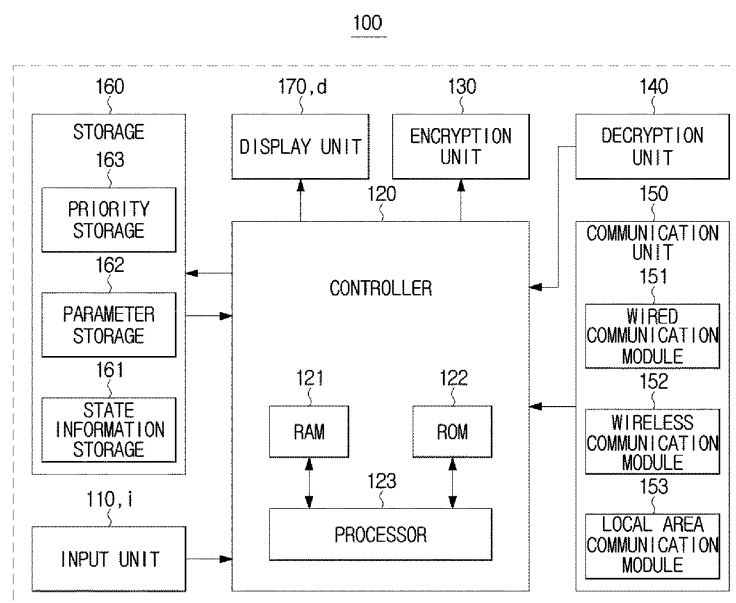 100
160
STORAGE
163
PRIORITY
STORAGE
162
PARAMETER
STORAGE
161
STATE
INFORMATION
STORAGE
110,i
INPUT UNIT
170,d
DISPLAY UNIT
130
ENCRYPTION
UNIT
140
DECRYPTION
UNIT
120
CONTROLLER
121
RAM
122
ROM
123
PROCESSOR
150
COMMUNICATION
UNIT
151
WIRED
COMMUNICATION
MODULE
152
WIRELESS
COMMUNICATION
MODULE
153
LOCAL AREA
COMMUNICATION
MODULE